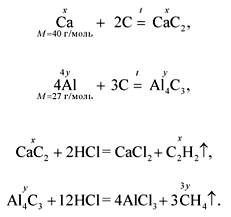 x
Ca + 2C =ᵗ CaC₂,
M=40 г/моль
4y y
4Al + 3C =ᵗ Al₄C₃,
M=27 г/моль
x x
CaC₂ + 2HCl = CaCl₂ + C₂H₂↑,
y 3y
Al₄C₃ + 12HCl = 4AlCl₃ + 3CH₄↑.